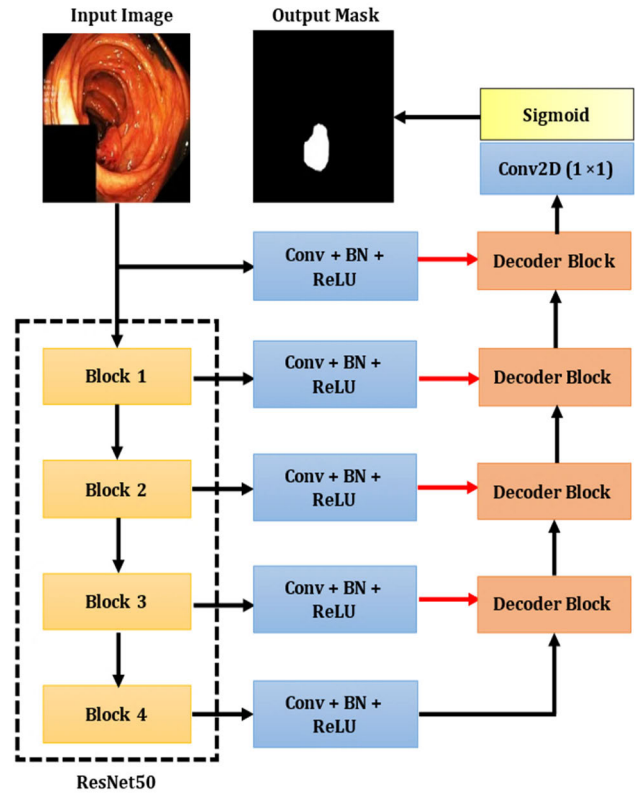 Input Image
Output Mask
Sigmoid
Conv2D (1×1)
Conv + BN +
ReLU
Decoder Block
Block 1
Conv + BN +
ReLU
Decoder Block
Block 2
Conv + BN +
ReLU
Decoder Block
Block 3
Conv + BN +
ReLU
Decoder Block
Block 4
Conv + BN +
ReLU
ResNet50